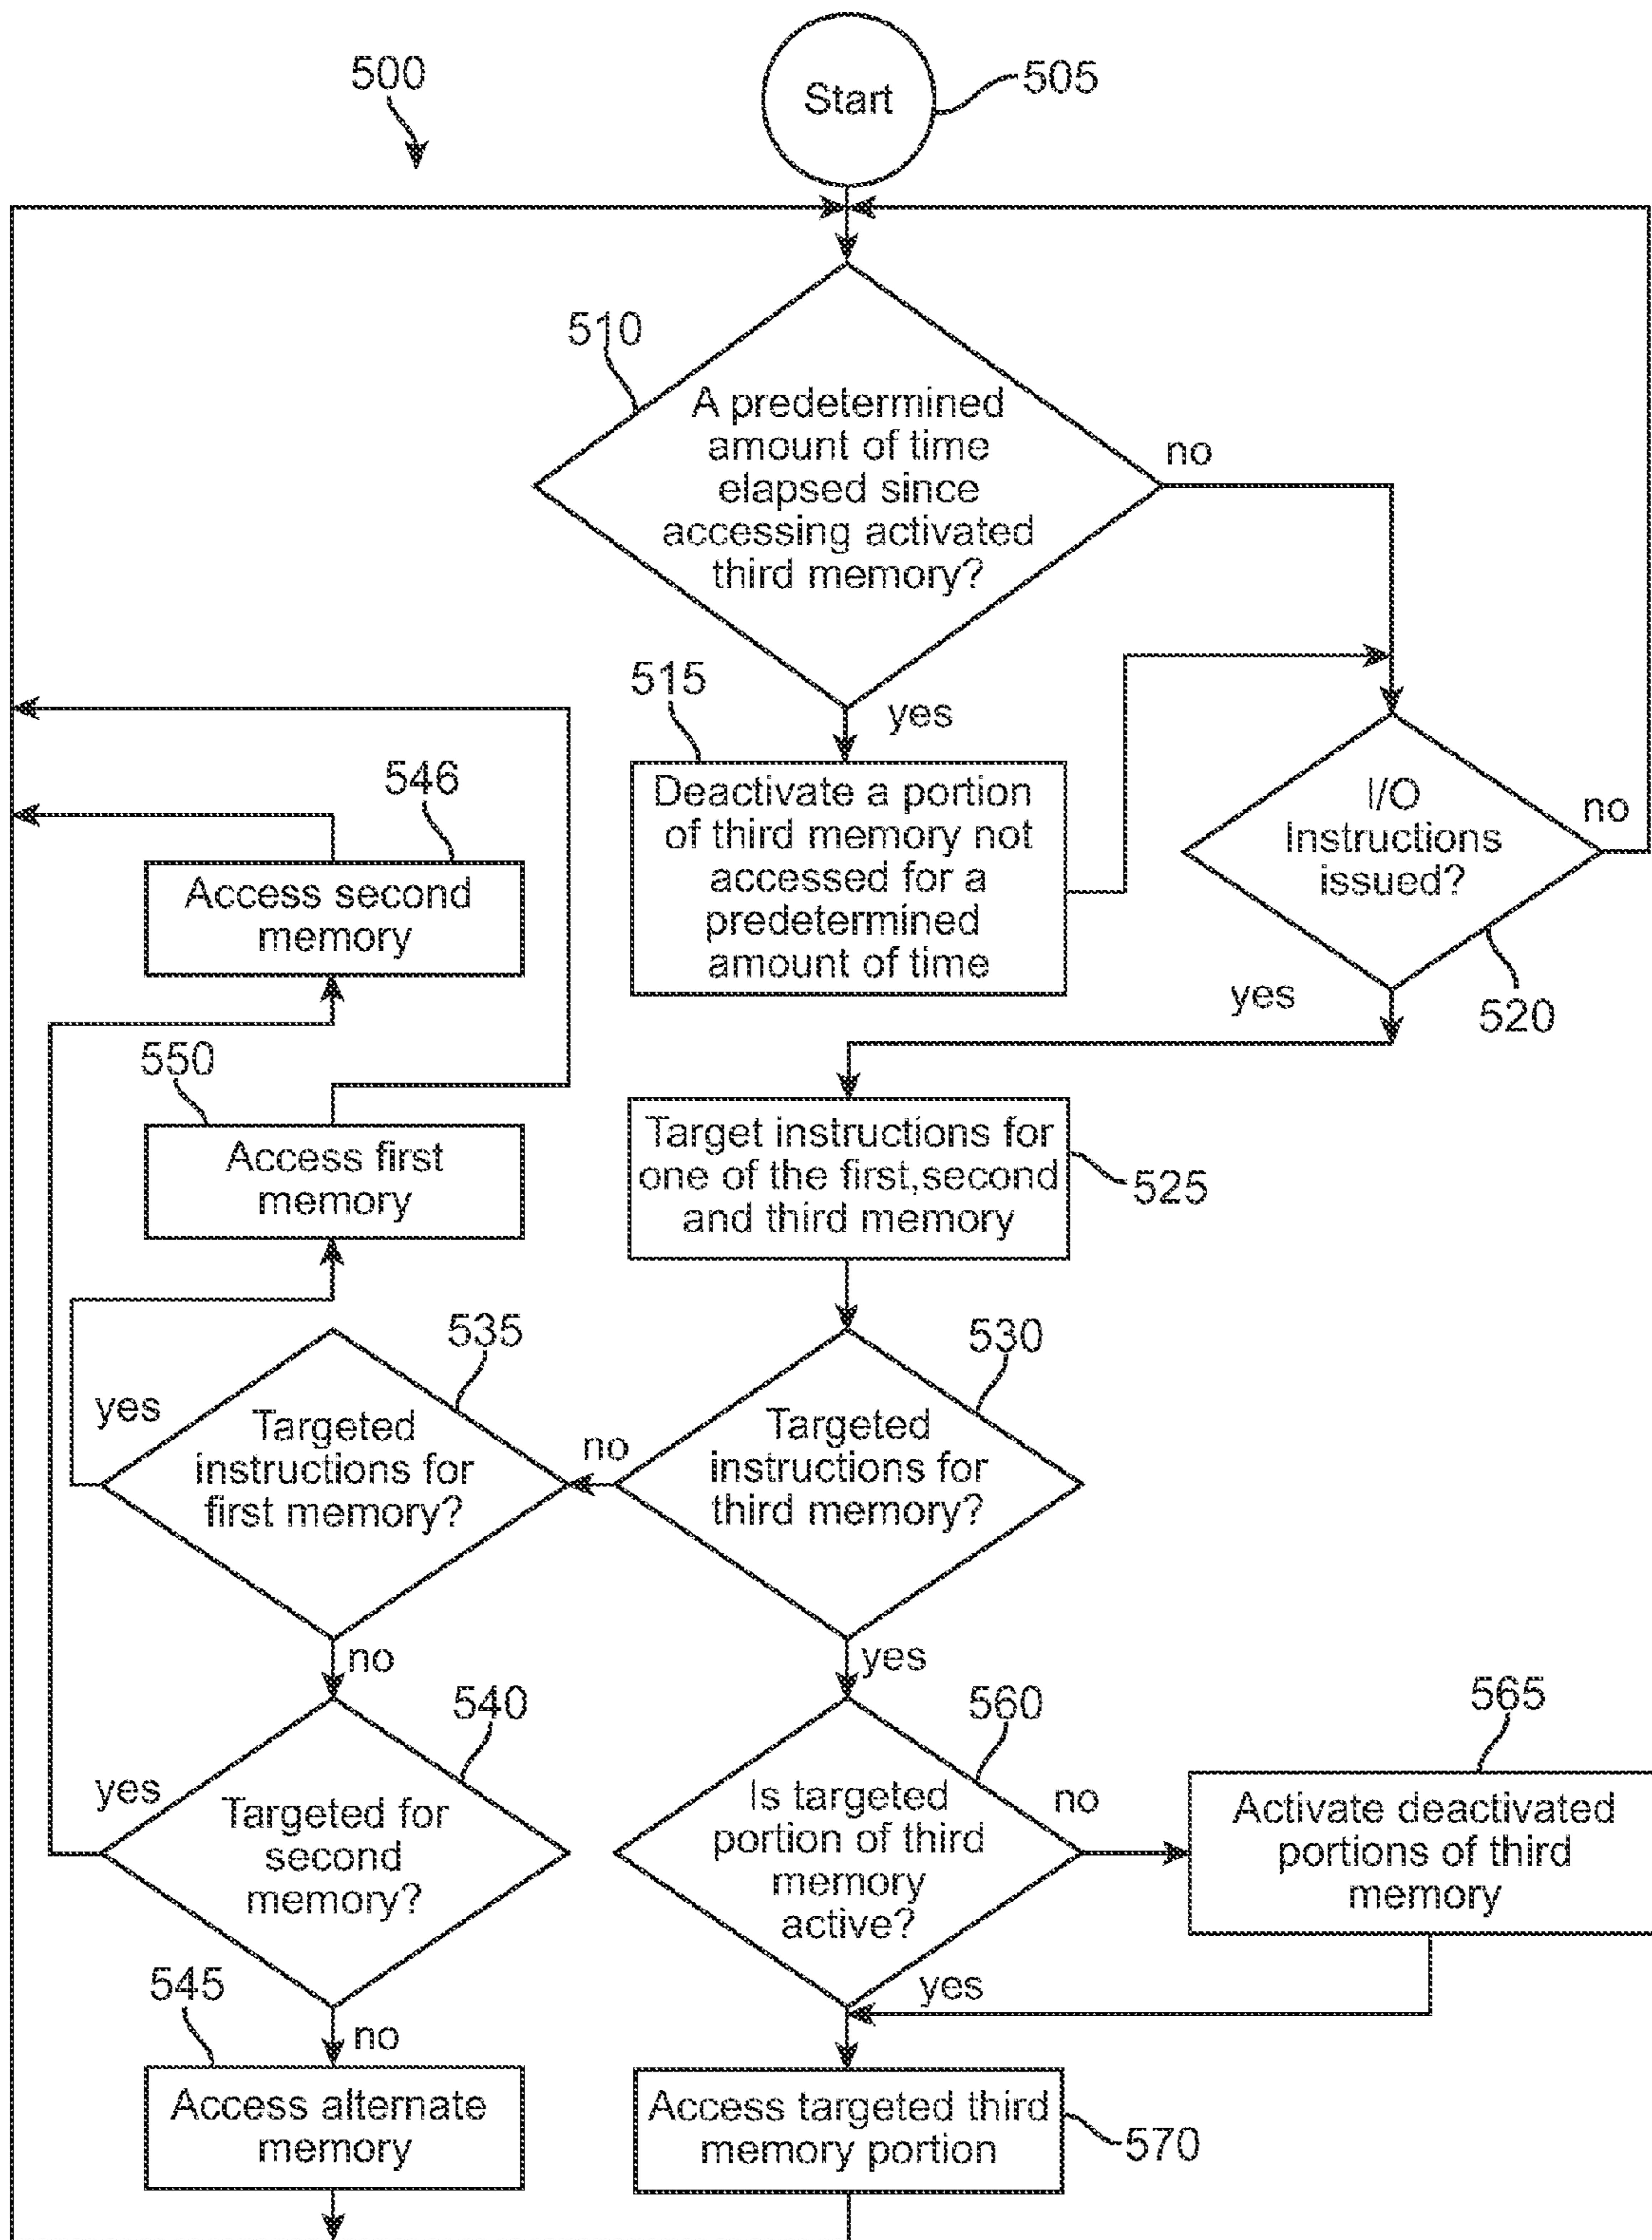 500
Start
505
510
A predetermined
amount of time
elapsed since
accessing activated
third memory?
no
yes
515
Deactivate a portion
of third memory not
accessed for a
predetermined
amount of time
I/O
Instructions
issued?
no
yes
520
546
Access second
memory
550
Access first
memory
Target instructions for
one of the first,second
and third memory
525
535
Targeted
instructions for
first memory?
yes
no
530
Targeted
instructions for
third memory?
no
yes
540
Targeted for
second
memory?
yes
no
560
Is targeted
portion of third
memory
active?
no
yes
565
Activate deactivated
portions of third
memory
545
Access alternate
memory
Access targeted third
memory portion
570